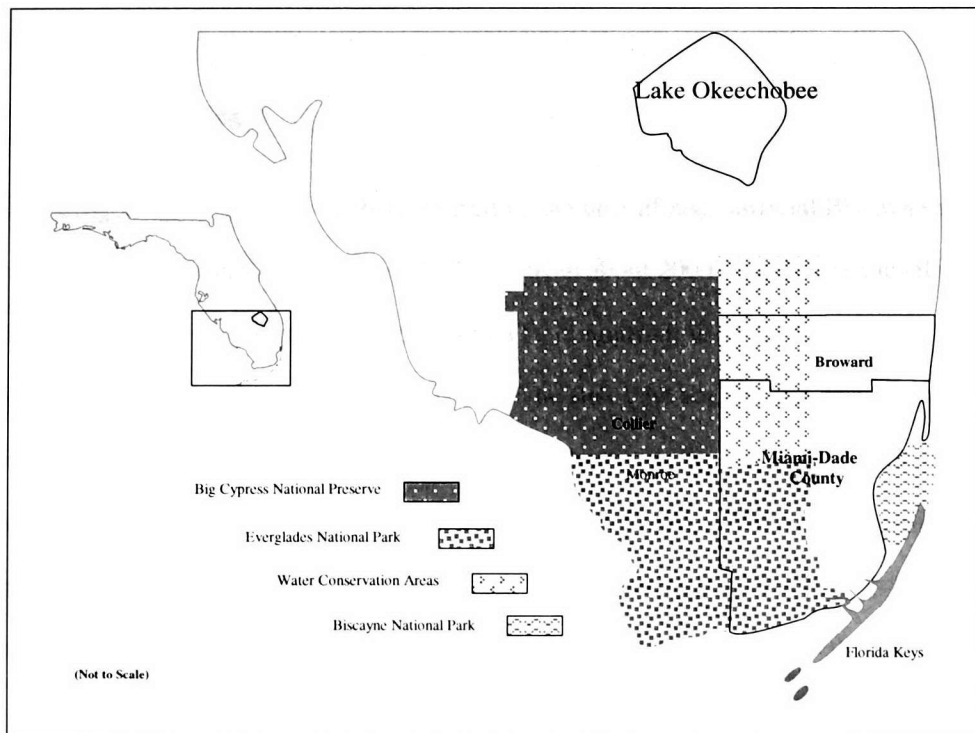 Lake Okeechobee
Broward
Collier
Miami-Dade
County
Monroe
Big Cypress National Preserve
Everglades National Park
Water Conservation Areas
Biscayne National Park
Florida Keys
(Not to Scale)